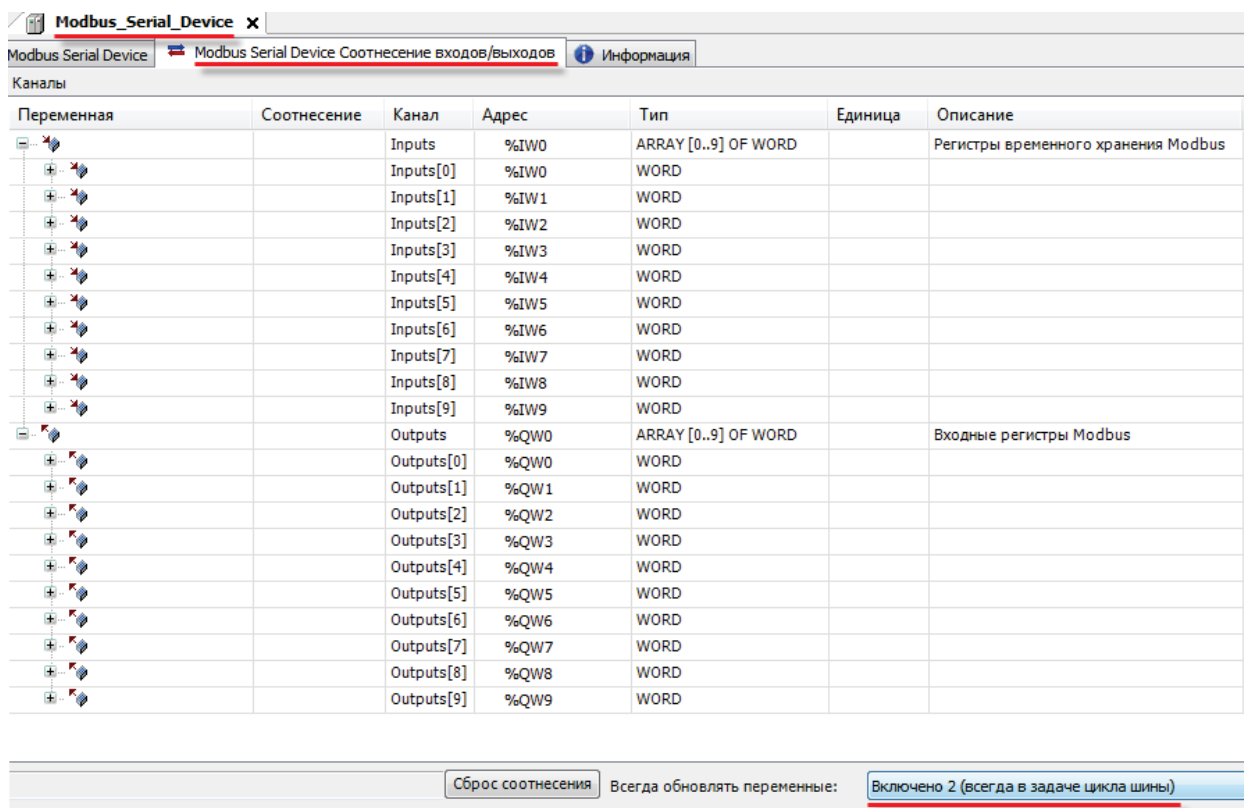 Modbus_Serial_Device x
Modbus Serial Device Modbus Serial Device Соотнесение входов/выходов Информация
Каналы
Переменная Соотнесение Канал Адрес Тип Единица Описание
Inputs %IW0 ARRAY [0..9] OF WORD Регистры временного хранения Modbus
Inputs[0] %IW0 WORD
Inputs[1] %IW1 WORD
Inputs[2] %IW2 WORD
Inputs[3] %IW3 WORD
Inputs[4] %IW4 WORD
Inputs[5] %IW5 WORD
Inputs[6] %IW6 WORD
Inputs[7] %IW7 WORD
Inputs[8] %IW8 WORD
Inputs[9] %IW9 WORD
Outputs %QW0 ARRAY [0..9] OF WORD Входные регистры Modbus
Outputs[0] %QW0 WORD
Outputs[1] %QW1 WORD
Outputs[2] %QW2 WORD
Outputs[3] %QW3 WORD
Outputs[4] %QW4 WORD
Outputs[5] %QW5 WORD
Outputs[6] %QW6 WORD
Outputs[7] %QW7 WORD
Outputs[8] %QW8 WORD
Outputs[9] %QW9 WORD
Сброс соотнесения Всегда обновлять переменные: Включено 2 (всегда в задаче цикла шины)